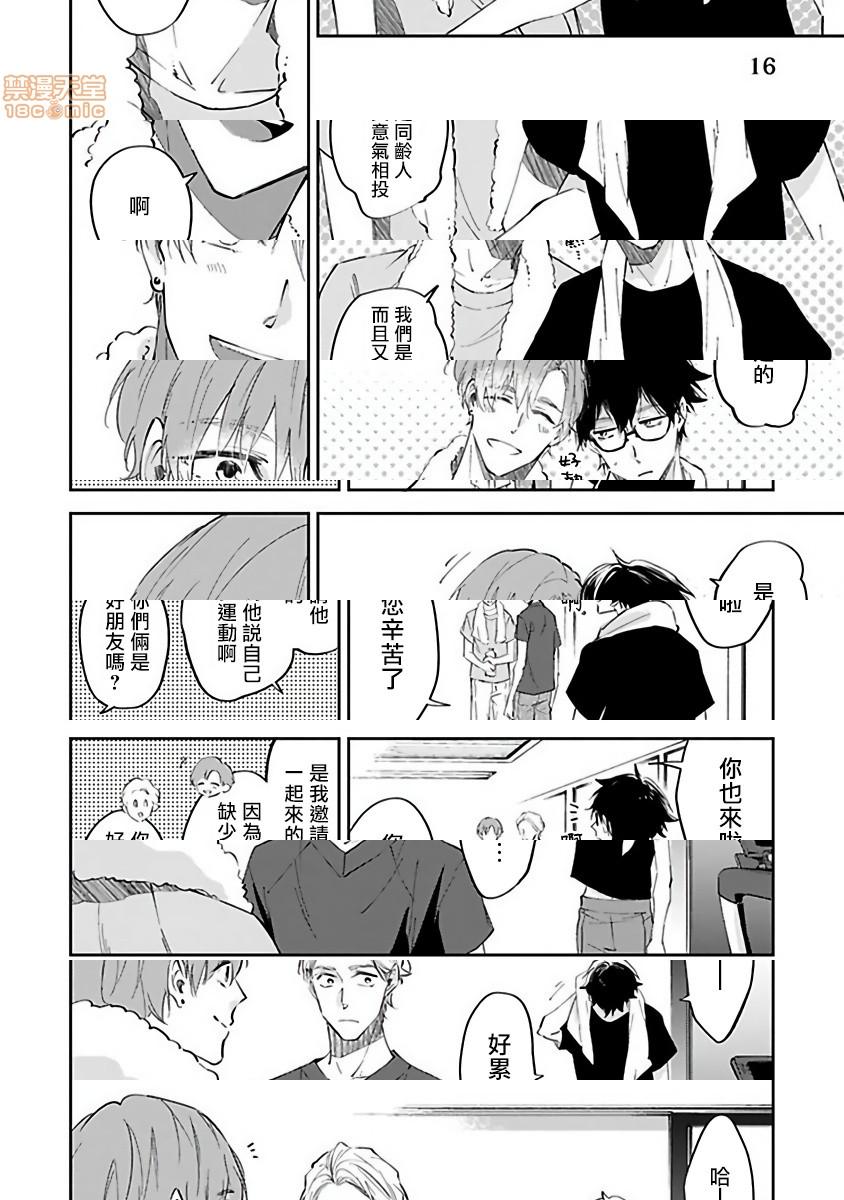 16
禁漫天堂
18comic
同齡人
意氣相投
啊
我們是
而且又
的
好
是
啦
您辛苦了
他說自己
運動啊
你們倆是
好朋友嗎?
你也來啦
啊
是我邀請
一起來的
因為
缺少
…
好累
哈